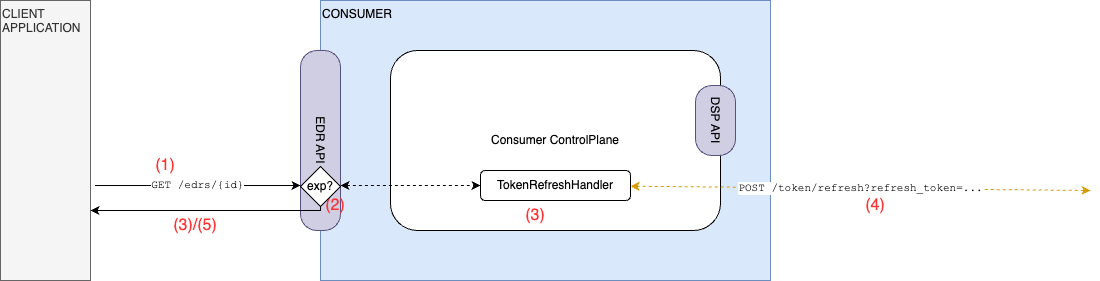 CLIENT
APPLICATION
CONSUMER
EDR API
DSP API
Consumer ControlPlane
(1)
GET /edrs/{id}
exp?
(2)
TokenRefreshHandler
POST /token/refresh?refresh_token=...
(3)/(5)
(3)
(4)